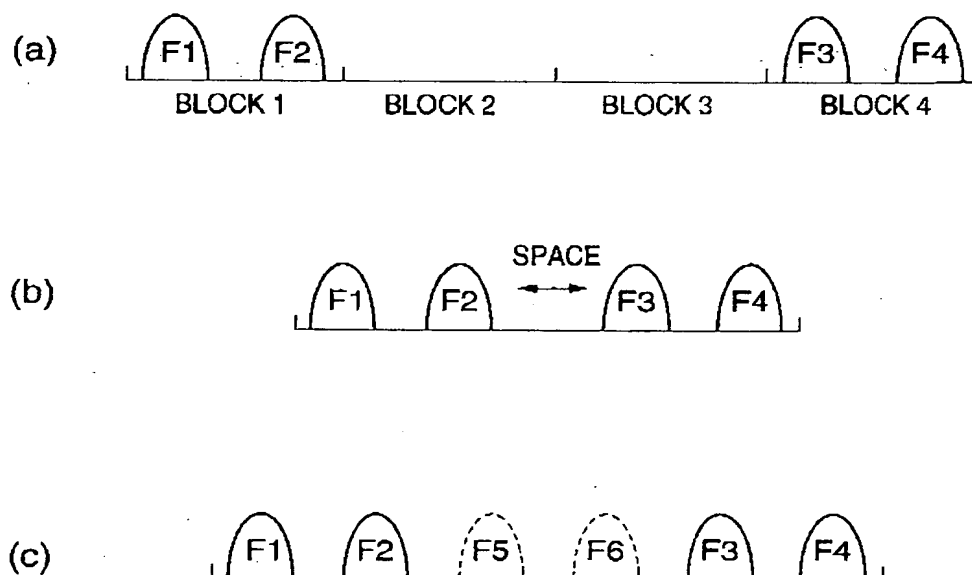 (a) F1 F2 F3 F4
BLOCK 1 BLOCK 2 BLOCK 3 BLOCK 4
SPACE
(b) F1 F2 F3 F4
(c) F1 F2 F5 F6 F3 F4